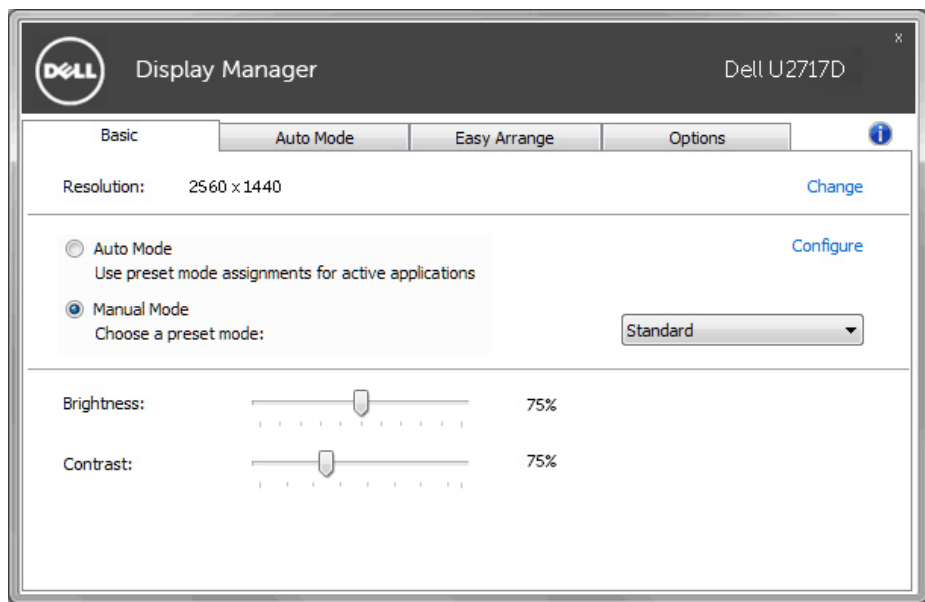 x
DELL Display Manager Dell U2717D
Basic Auto Mode Easy Arrange Options i
Resolution: 2560 x 1440 Change
Auto Mode Configure
Use preset mode assignments for active applications
Manual Mode
Choose a preset mode: Standard
Brightness: 75%
Contrast: 75%